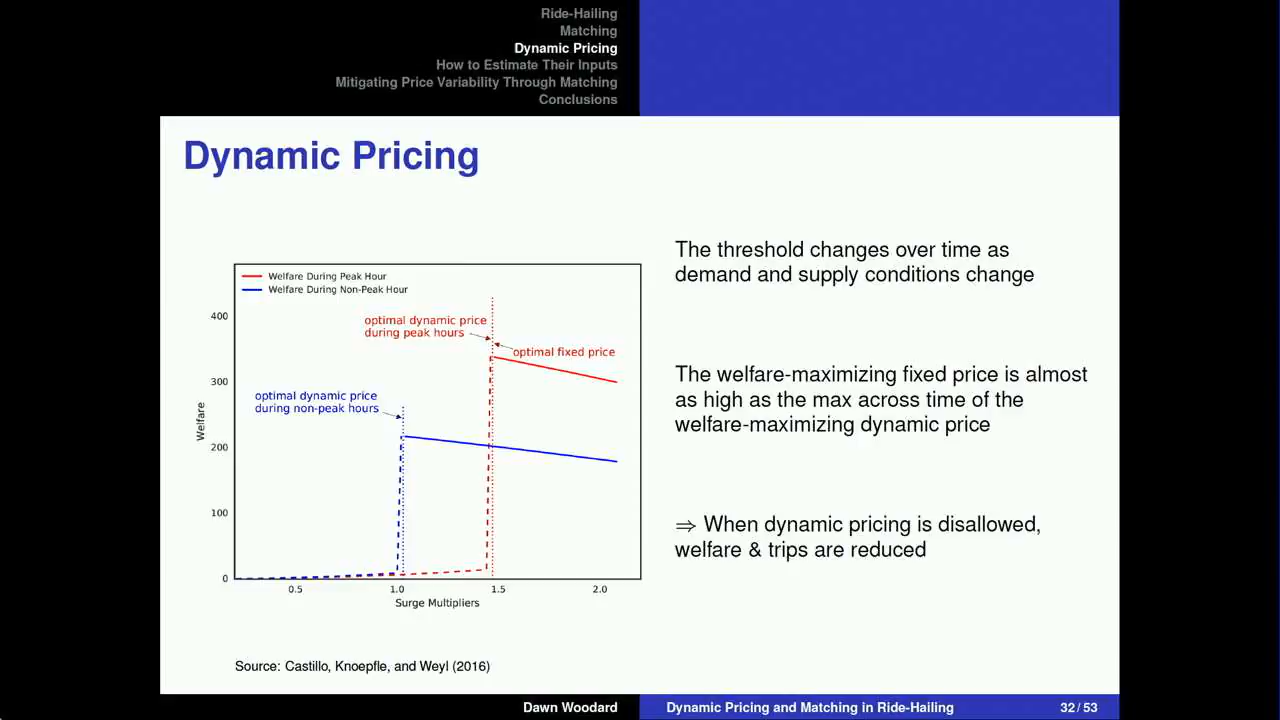 Ride-Hailing
Matching
Dynamic Pricing
How to Estimate Their Inputs
Mitigating Price Variability Through Matching
Conclusions
Dynamic Pricing
Welfare During Peak Hour
Welfare During Non-Peak Hour
optimal dynamic price
during peak hours
optimal fixed price
optimal dynamic price
during non-peak hours
Welfare
400
300
200
100
0
0.5
1.0
1.5
2.0
Surge Multipliers
Source: Castillo, Knoepfle, and Weyl (2016)
The threshold changes over time as
demand and supply conditions change
The welfare-maximizing fixed price is almost
as high as the max across time of the
welfare-maximizing dynamic price
⇒ When dynamic pricing is disallowed,
welfare & trips are reduced
Dawn Woodard
Dynamic Pricing and Matching in Ride-Hailing
32 / 53